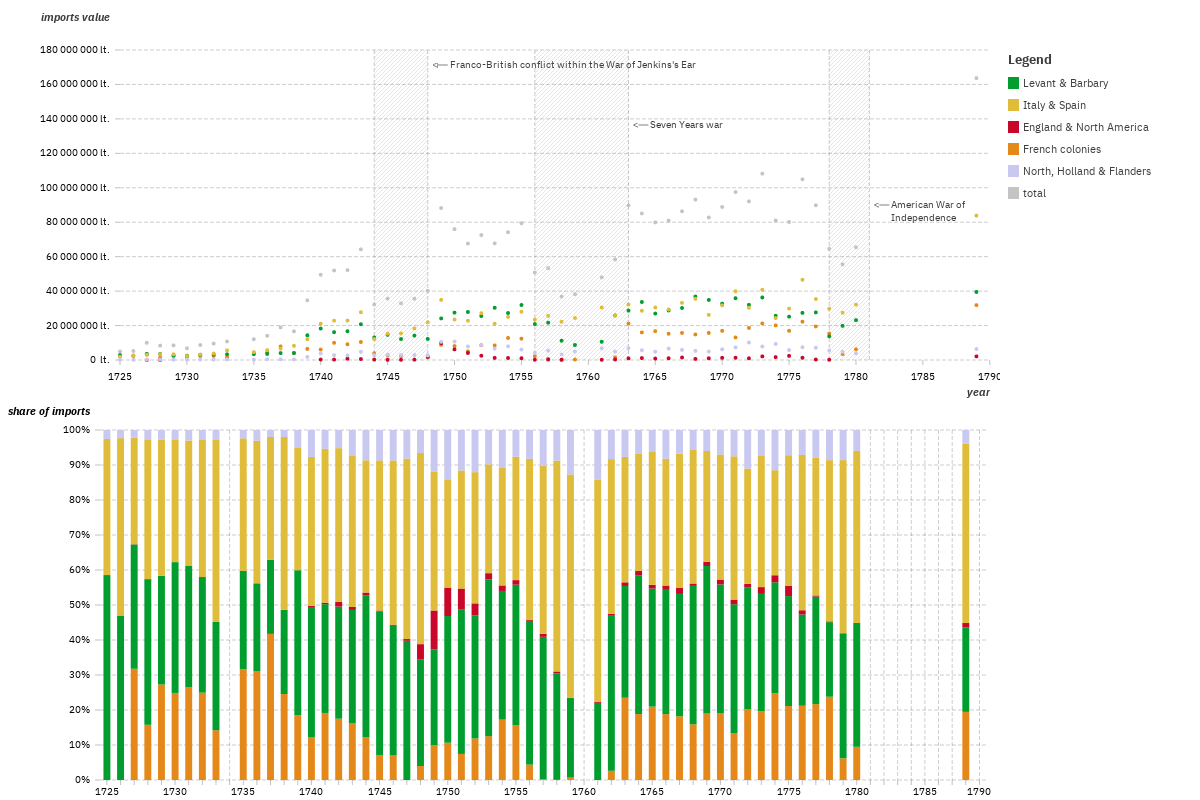 imports value
180 000 000 lt.
160 000 000 lt.
140 000 000 lt.
120 000 000 lt.
100 000 000 lt.
80 000 000 lt.
60 000 000 lt.
40 000 000 lt.
20 000 000 lt.
0 lt.
Franco-British conflict within the War of Jenkins's Ear
Seven Years war
American War of
Independence
1725 1730 1735 1740 1745 1750 1755 1760 1765 1770 1775 1780 1785 1790
year
Legend
Levant & Barbary
Italy & Spain
England & North America
French colonies
North, Holland & Flanders
total
share of imports
100%
90%
80%
70%
60%
50%
40%
30%
20%
10%
0%
1725 1730 1735 1740 1745 1750 1755 1760 1765 1770 1775 1780 1785 1790